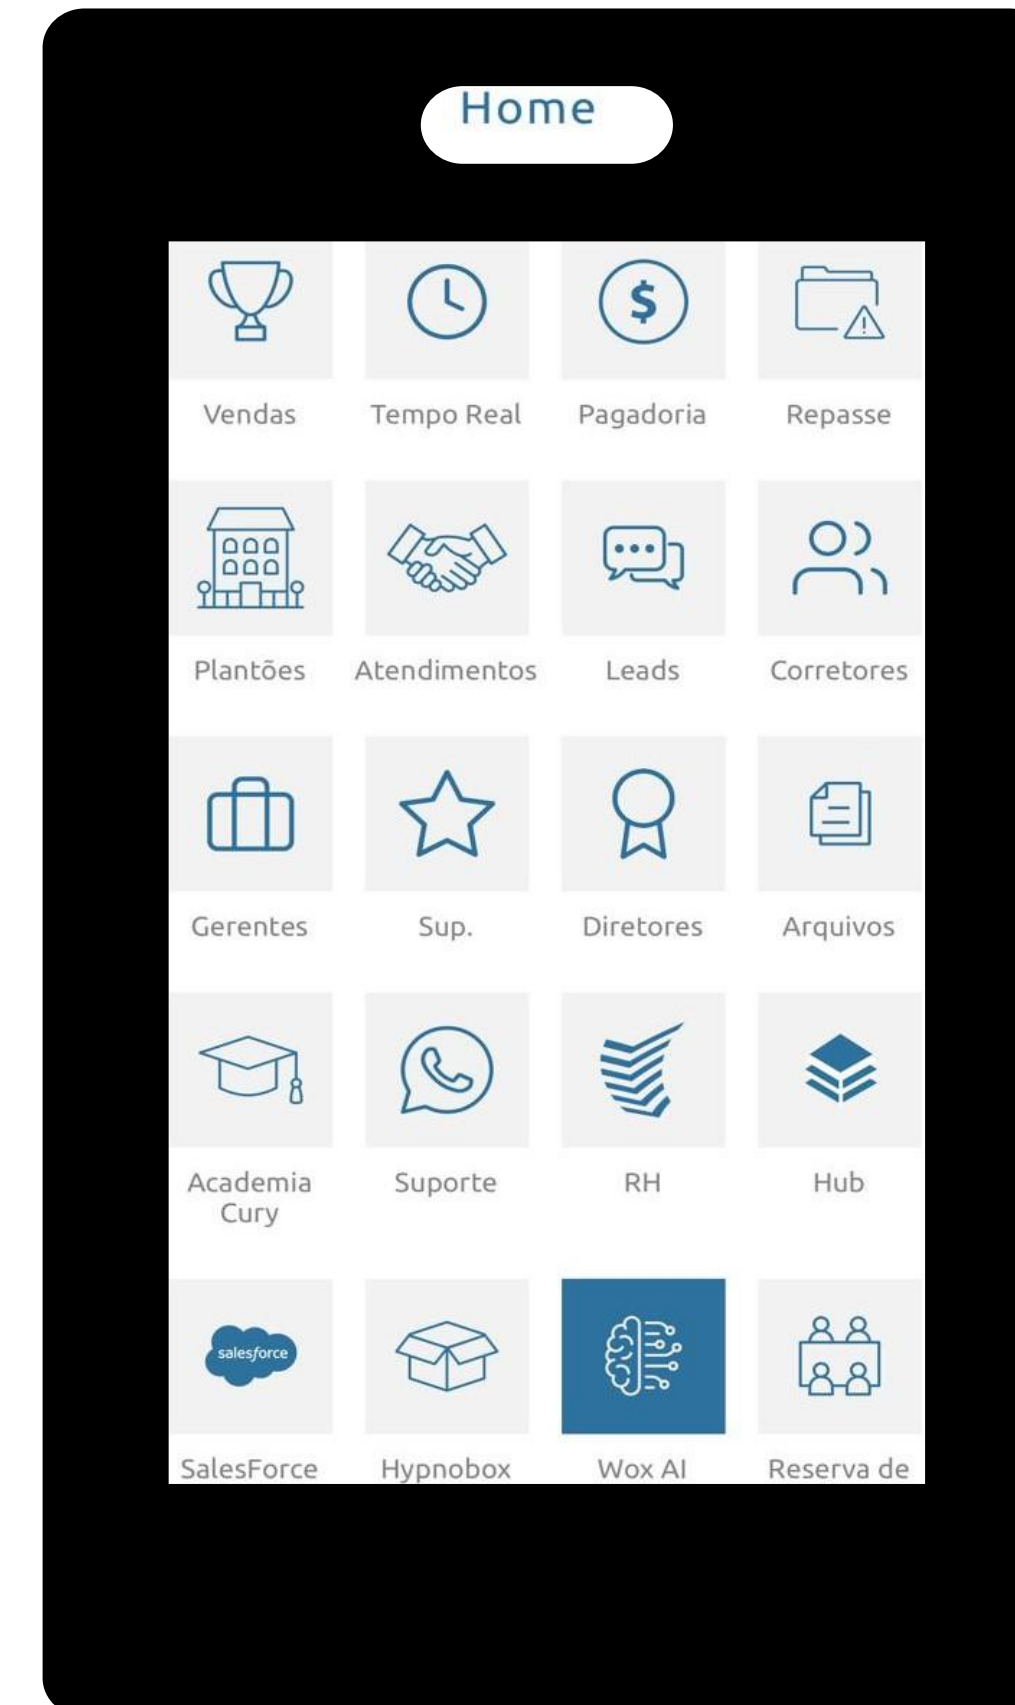 Home
Vendas
Tempo Real
Pagadoria
Repasse
Plantões
Atendimentos
Leads
Corretores
Gerentes
Sup.
Diretores
Arquivos
Academia
Cury
Suporte
RH
Hub
salesforce
SalesForce
Hypnobox
Wox AI
Reserva de